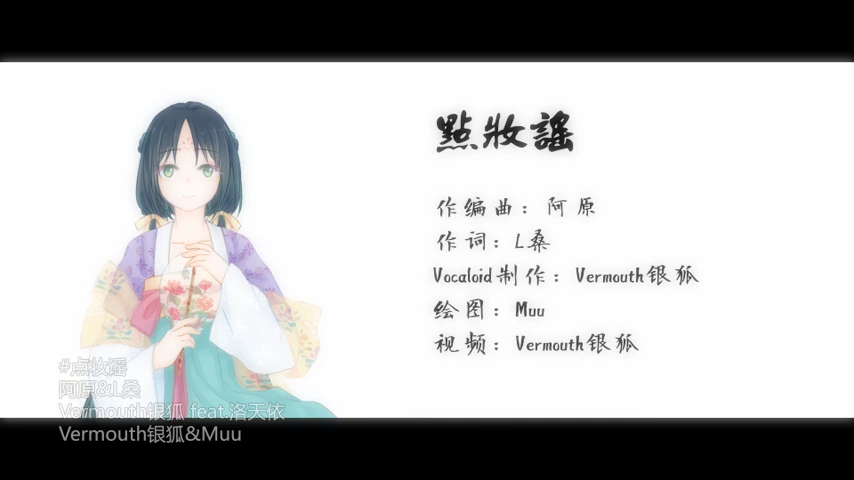 點妝謠
作编曲：阿原
作词：L桑
Vocaloid制作：Vermouth银狐
绘图：Muu
视频：Vermouth银狐
#点妆谣
阿原&L桑
Vermouth银狐 feat.洛天依
Vermouth银狐&Muu